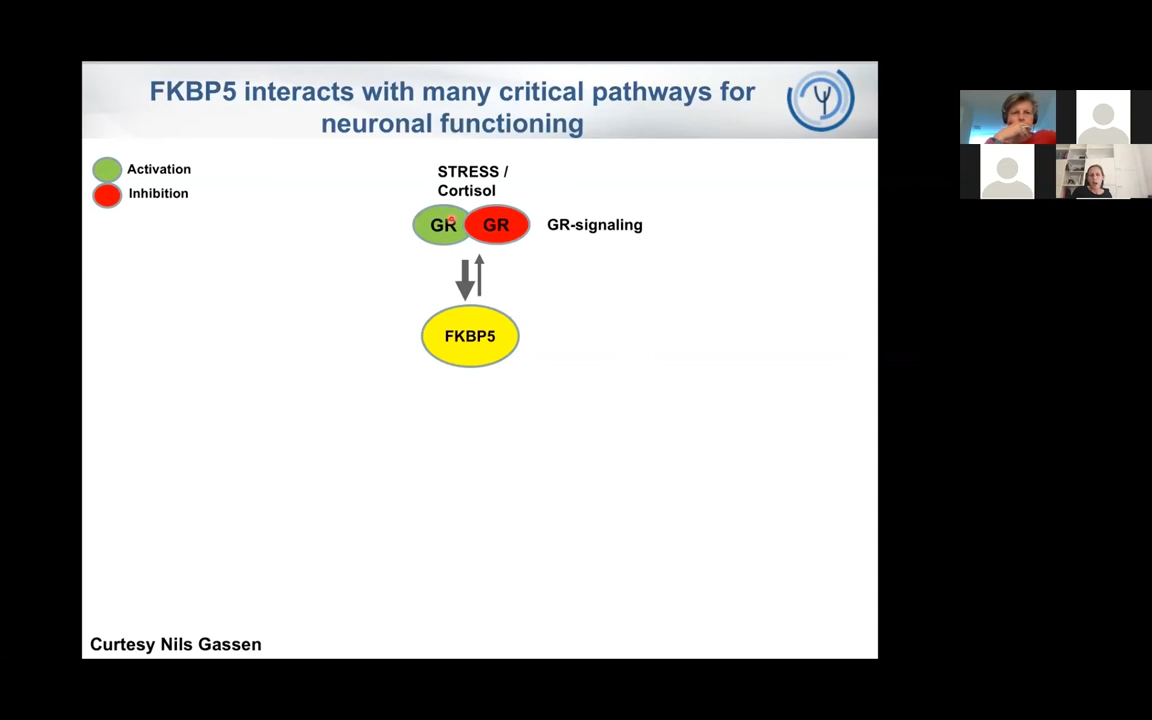 FKBP5 interacts with many critical pathways for
neuronal functioning
Activation
Inhibition
STRESS /
Cortisol
GR GR GR-signaling
FKBP5
Curtesy Nils Gassen